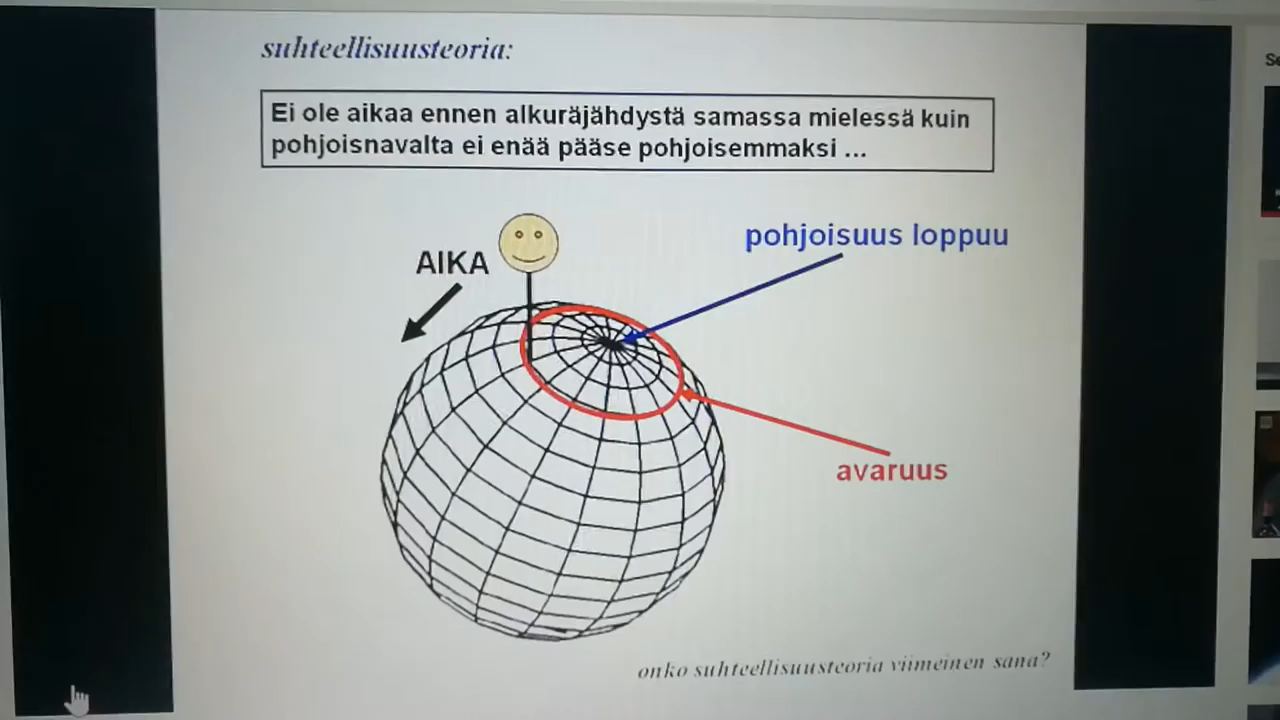 suhteellisuusteoria:
Ei ole aikaa ennen alkuräjähdystä samassa mielessä kuin
pohjoisnavalta ei enää pääse pohjoisemmaksi ...
pohjoisuus loppuu
AIKA
avaruus
onko suhteellisuusteoria viimeinen sana?